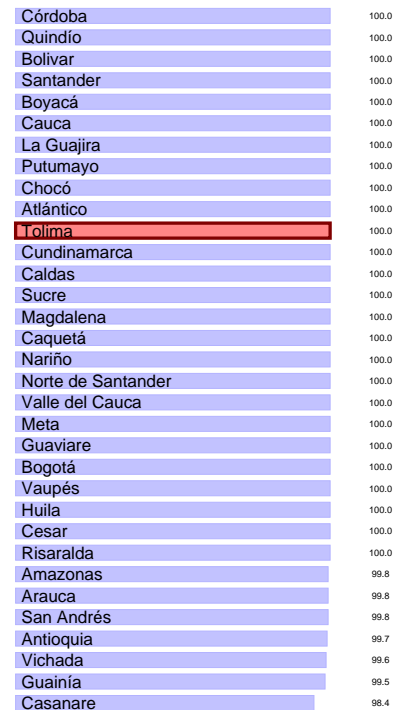 Córdoba 100.0
Quindío 100.0
Bolivar 100.0
Santander 100.0
Boyacá 100.0
Cauca 100.0
La Guajira 100.0
Putumayo 100.0
Chocó 100.0
Atlántico 100.0
Tolima 100.0
Cundinamarca 100.0
Caldas 100.0
Sucre 100.0
Magdalena 100.0
Caquetá 100.0
Nariño 100.0
Norte de Santander 100.0
Valle del Cauca 100.0
Meta 100.0
Guaviare 100.0
Bogotá 100.0
Vaupés 100.0
Huila 100.0
Cesar 100.0
Risaralda 100.0
Amazonas 99.8
Arauca 99.8
San Andrés 99.8
Antioquia 99.7
Vichada 99.6
Guainía 99.5
Casanare 98.4